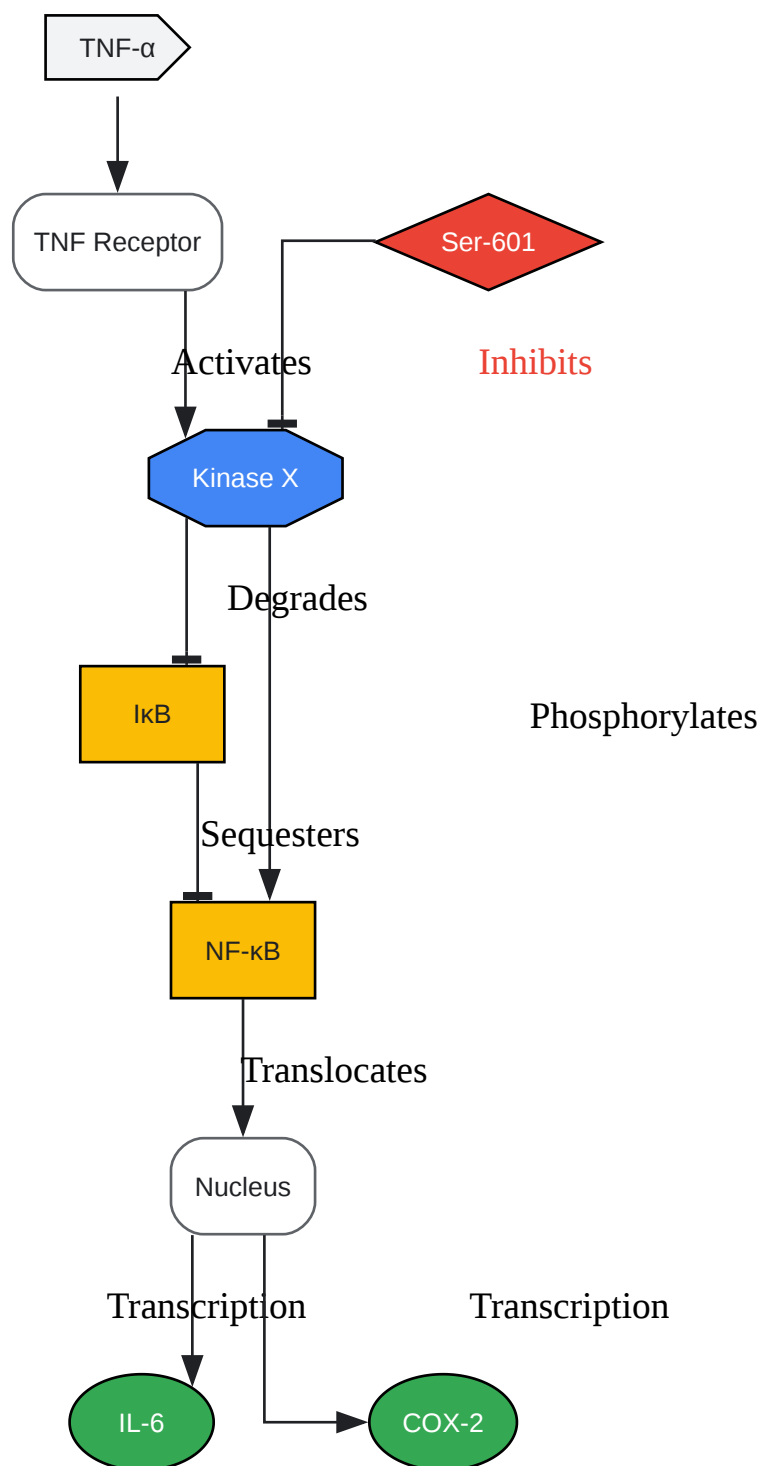 TNF-α
TNF Receptor
Ser-601
Activates
Inhibits
Kinase X
Degrades
IκB
Phosphorylates
Sequesters
NF-κB
Translocates
Nucleus
Transcription
Transcription
IL-6
COX-2